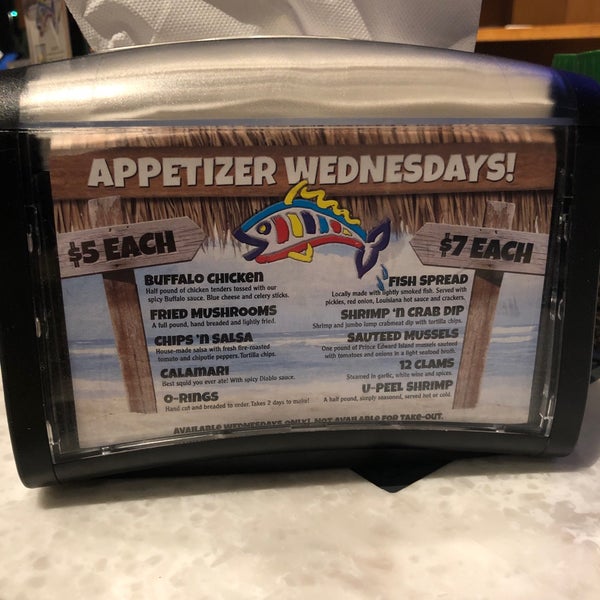 APPETIZER WEDNESDAYS!
$5 EACH
BUFFALO CHICKEN
Half pound of chicken tenders tossed with our
spicy Buffalo sauce. Blue cheese and celery sticks.
FRIED MUSHROOMS
A full pound, hand breaded and lightly fried.
CHIPS 'N SALSA
House-made salsa with fresh fire-roasted
tomato and chipotle peppers. Tortilla chips.
CALAMARI
Best squid you ever ate! With spicy Diablo sauce.
O-RINGS
Hand cut and breaded to order. Takes 2 days to make!
$7 EACH
FISH SPREAD
Locally made with lightly smoked fish. Served with
pickles, red onion, Louisiana hot sauce and crackers.
SHRIMP 'N CRAB DIP
Shrimp and jumbo lump crabmeat dip with tortilla chips.
SAUTEED MUSSELS
One pound of Prince Edward Island mussels sauteed
with tomatoes and onions in a light seafood broth.
12 CLAMS
Steamed in garlic, white wine and spices.
U-PEEL SHRIMP
A half pound, simply seasoned, served hot or cold.
AVAILABLE WEDNESDAYS ONLY! NOT AVAILABLE FOR TAKE-OUT.